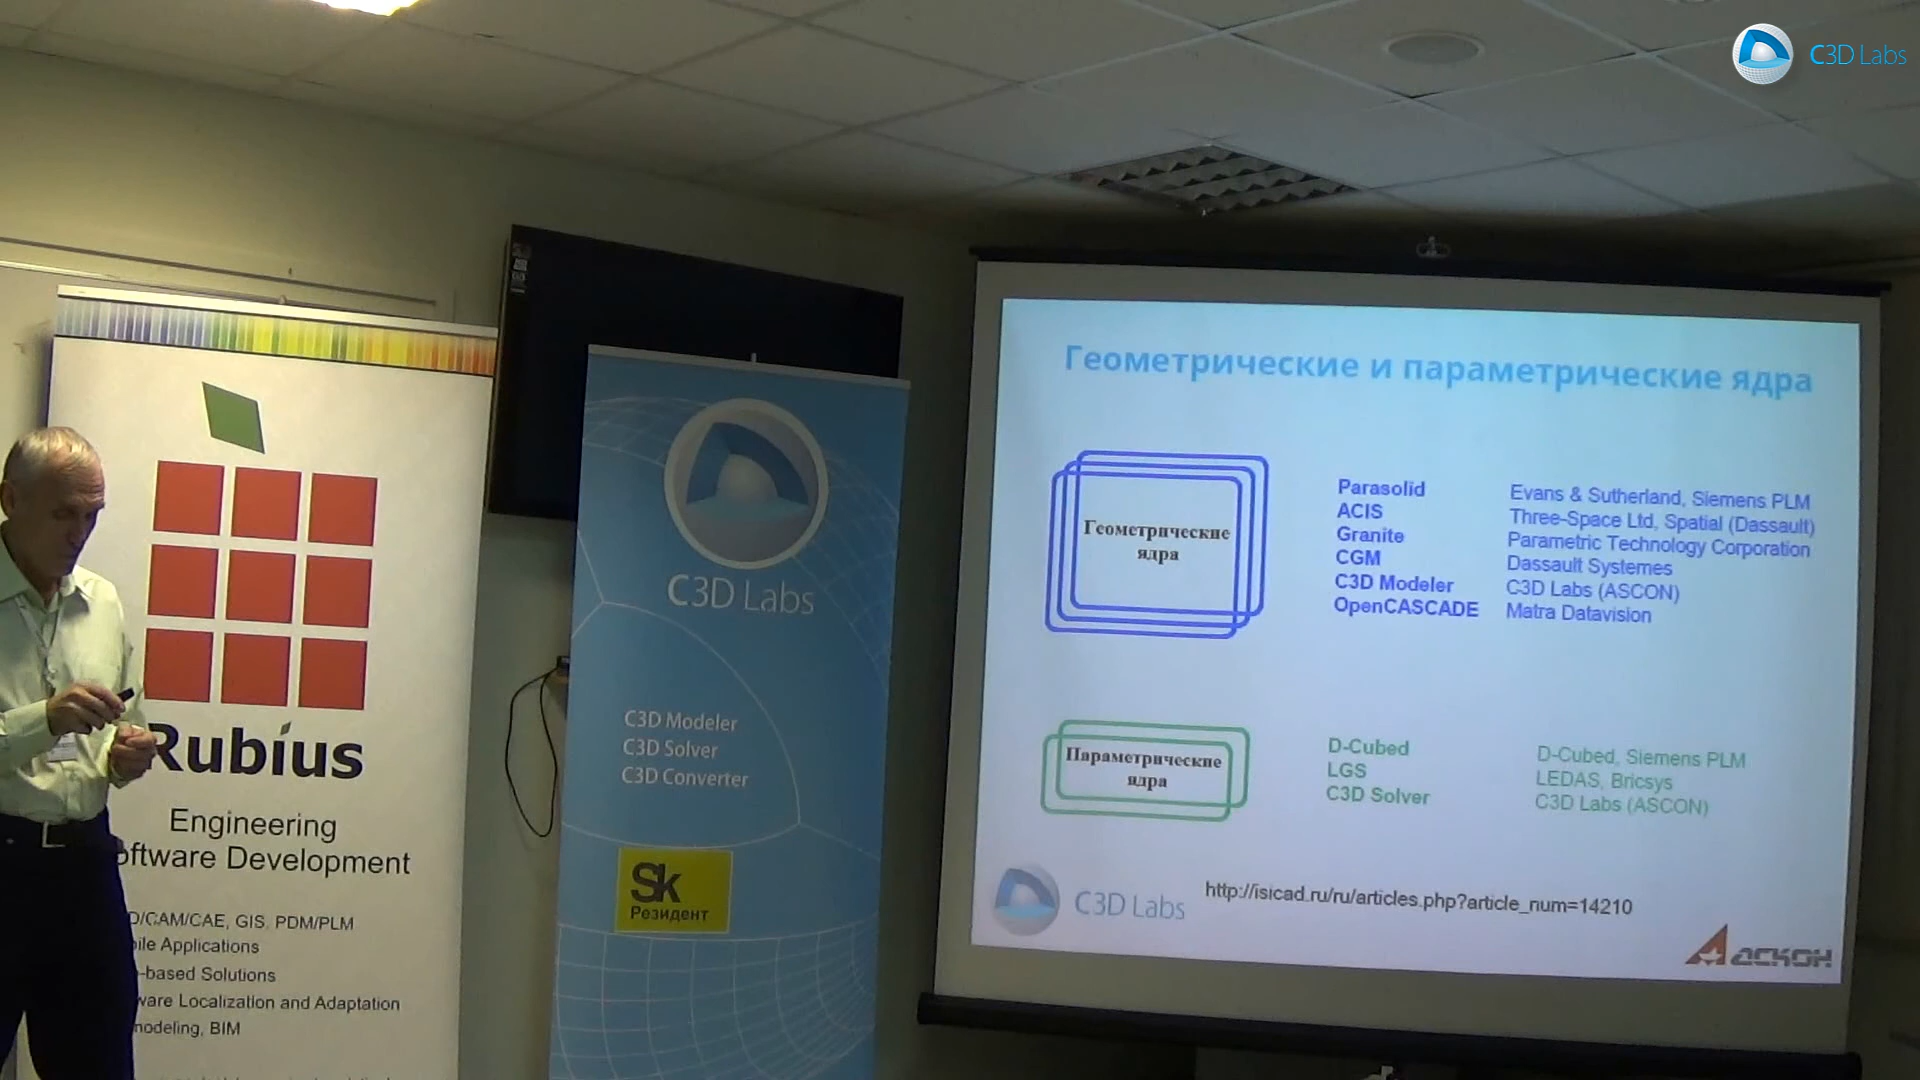 C3D Labs
Rubius
Engineering
oftware Development
D/CAM/CAE, GIS, PDM/PLM
bile Applications
-based Solutions
ware Localization and Adaptation
modeling, BIM
C3D Labs
C3D Modeler
C3D Solver
C3D Converter
Sk
Резидент
Геометрические и параметрические ядра
Геометрические
ядра
Parasolid Evans & Sutherland, Siemens PLM
ACIS Three-Space Ltd, Spatial (Dassault)
Granite Parametric Technology Corporation
CGM Dassault Systemes
C3D Modeler C3D Labs (ASCON)
OpenCASCADE Matra Datavision
Параметрические
ядра
D-Cubed D-Cubed, Siemens PLM
LGS LEDAS, Bricsys
C3D Solver C3D Labs (ASCON)
C3D Labs
http://isicad.ru/ru/articles.php?article_num=14210
АСКОН